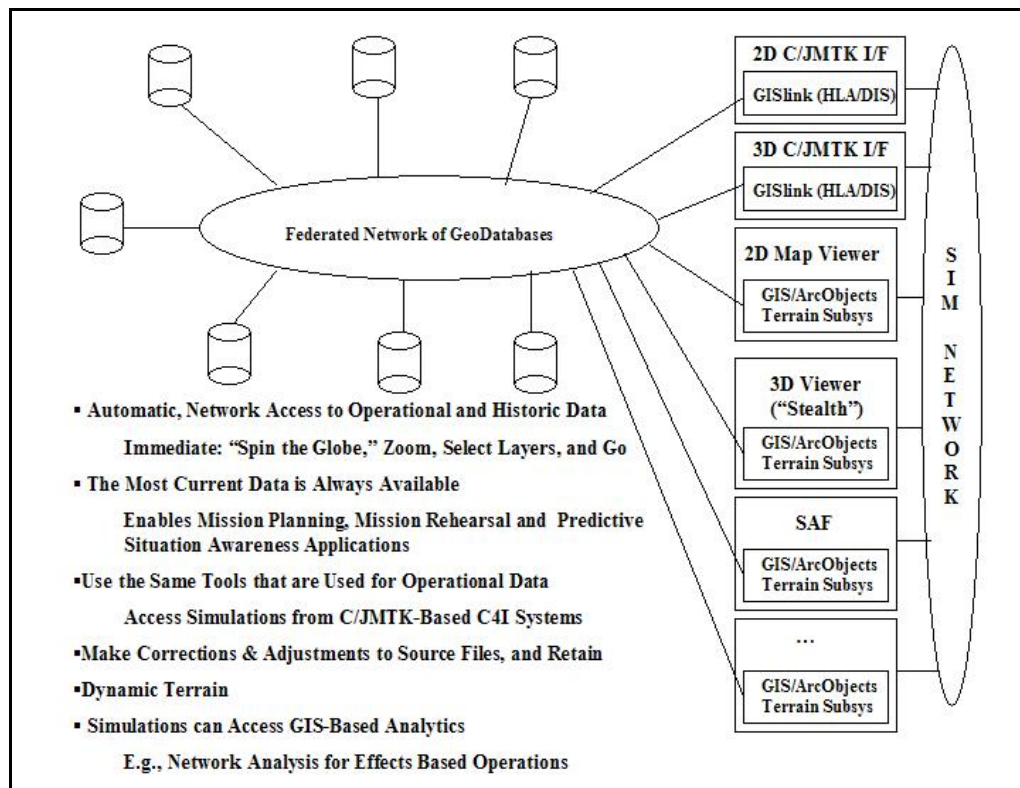 2D C/JMTK I/F
GISlink (HLA/DIS)
3D C/JMTK I/F
GISlink (HLA/DIS)
Federated Network of GeoDatabases
2D Map Viewer
GIS/ArcObjects
Terrain Subsys
3D Viewer
(“Stealth”)
GIS/ArcObjects
Terrain Subsys
SAF
GIS/ArcObjects
Terrain Subsys
…
GIS/ArcObjects
Terrain Subsys
SIM NETWORK
▪ Automatic, Network Access to Operational and Historic Data
Immediate: “Spin the Globe,” Zoom, Select Layers, and Go
▪ The Most Current Data is Always Available
Enables Mission Planning, Mission Rehearsal and Predictive
Situation Awareness Applications
▪Use the Same Tools that are Used for Operational Data
Access Simulations from C/JMTK-Based C4I Systems
▪Make Corrections & Adjustments to Source Files, and Retain
▪Dynamic Terrain
▪ Simulations can Access GIS-Based Analytics
E.g., Network Analysis for Effects Based Operations